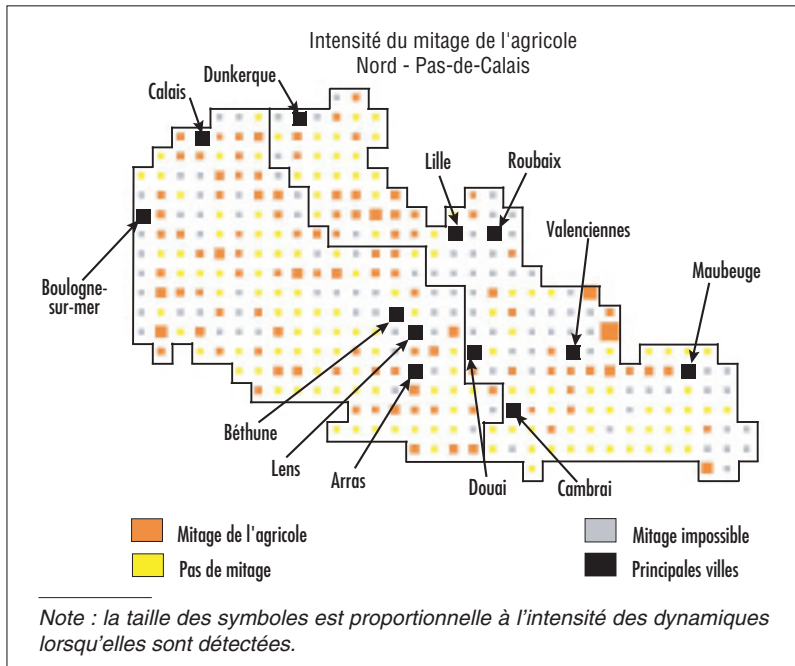 Intensité du mitage de l'agricole
Nord - Pas-de-Calais
Dunkerque
Calais
Lille
Roubaix
Valenciennes
Maubeuge
Boulogne-
sur-mer
Béthune
Lens
Arras
Douai
Cambrai
Mitage de l'agricole
Mitage impossible
Pas de mitage
Principales villes
Note : la taille des symboles est proportionnelle à l'intensité des dynamiques
lorsqu'elles sont détectées.